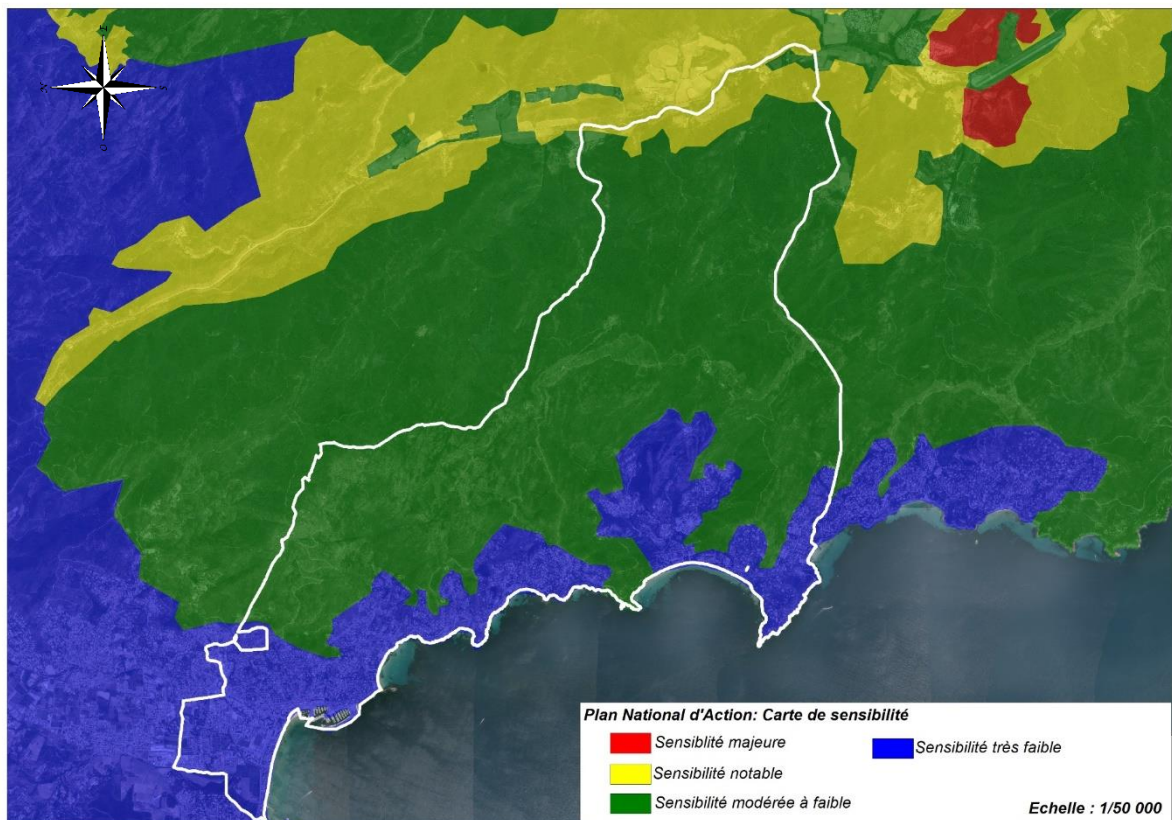 E
N S
O
Plan National d'Action: Carte de sensibilité
Sensiblité majeure Sensibilité très faible
Sensibilité notable
Sensibilité modérée à faible
Echelle : 1/50 000